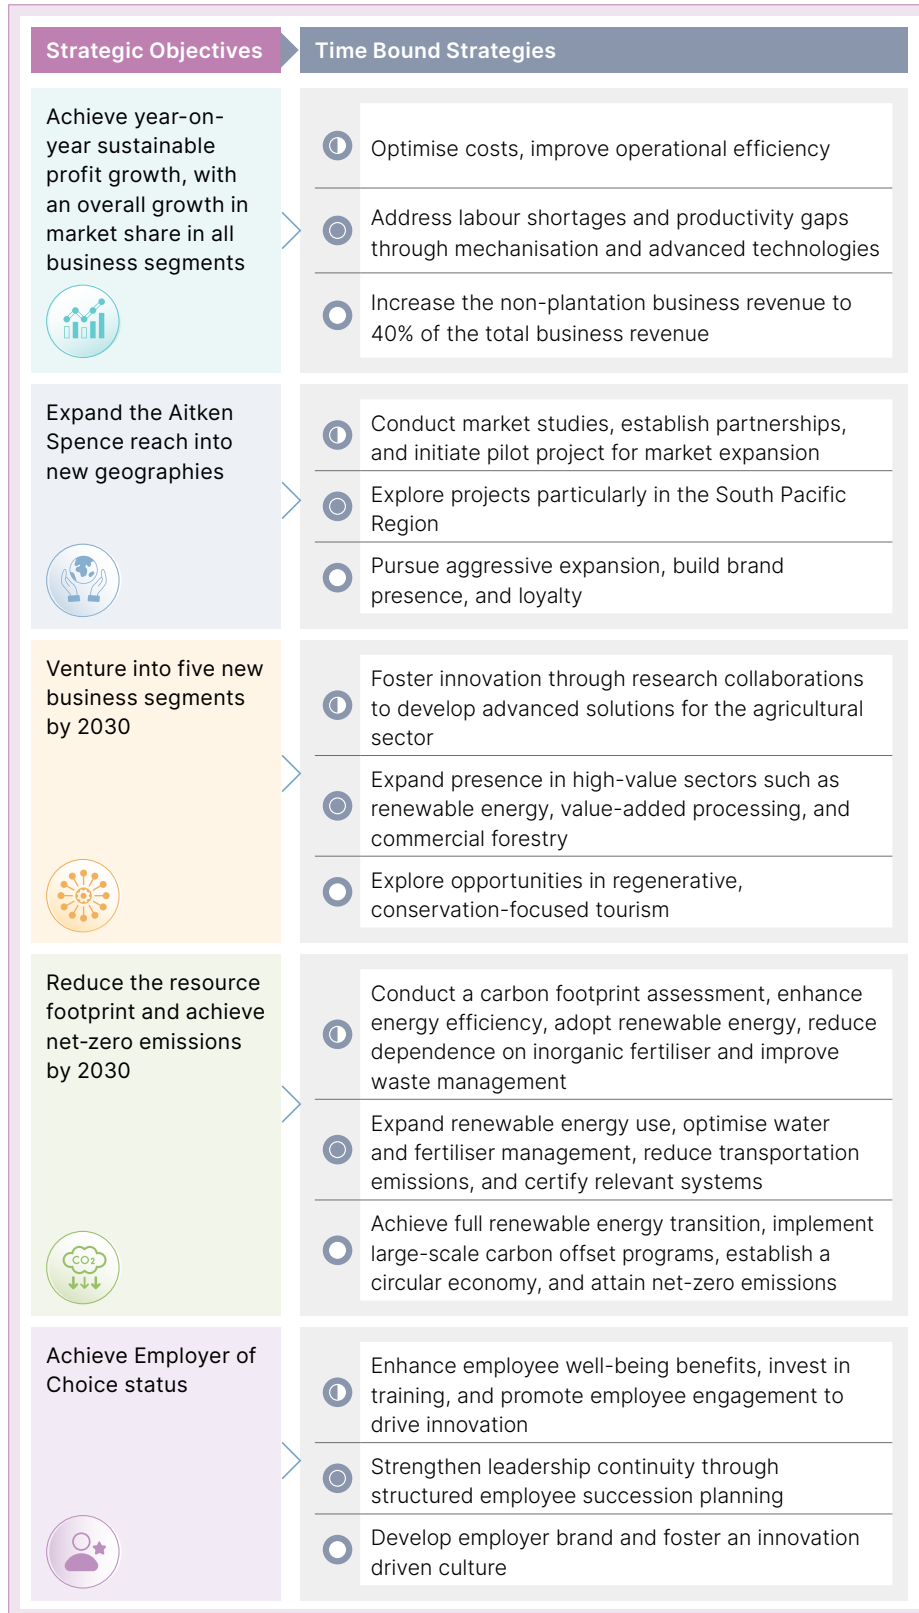 Strategic Objectives
Time Bound Strategies
Achieve year-on-
year sustainable
profit growth, with
an overall growth in
market share in all
business segments
Optimise costs, improve operational efficiency
Address labour shortages and productivity gaps
through mechanisation and advanced technologies
Increase the non-plantation business revenue to
40% of the total business revenue
Expand the Aitken
Spence reach into
new geographies
Conduct market studies, establish partnerships,
and initiate pilot project for market expansion
Explore projects particularly in the South Pacific
Region
Pursue aggressive expansion, build brand
presence, and loyalty
Venture into five new
business segments
by 2030
Foster innovation through research collaborations
to develop advanced solutions for the agricultural
sector
Expand presence in high-value sectors such as
renewable energy, value-added processing, and
commercial forestry
Explore opportunities in regenerative,
conservation-focused tourism
Reduce the resource
footprint and achieve
net-zero emissions
by 2030
CO2
Conduct a carbon footprint assessment, enhance
energy efficiency, adopt renewable energy, reduce
dependence on inorganic fertiliser and improve
waste management
Expand renewable energy use, optimise water
and fertiliser management, reduce transportation
emissions, and certify relevant systems
Achieve full renewable energy transition, implement
large-scale carbon offset programs, establish a
circular economy, and attain net-zero emissions
Achieve Employer of
Choice status
Enhance employee well-being benefits, invest in
training, and promote employee engagement to
drive innovation
Strengthen leadership continuity through
structured employee succession planning
Develop employer brand and foster an innovation
driven culture